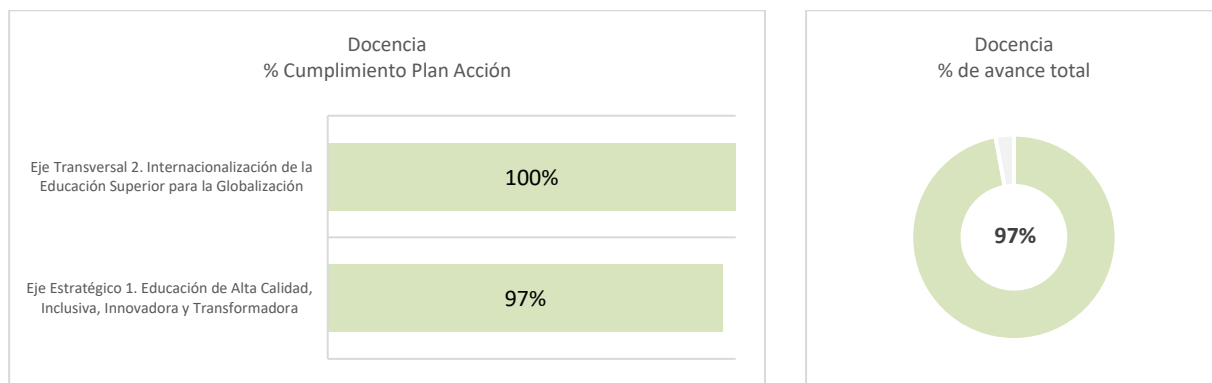 Docencia
% Cumplimiento Plan Acción
Eje Transversal 2. Internacionalización de la
Educación Superior para la Globalización
100%
Eje Estratégico 1. Educación de Alta Calidad,
Inclusiva, Innovadora y Transformadora
97%
Docencia
% de avance total
97%